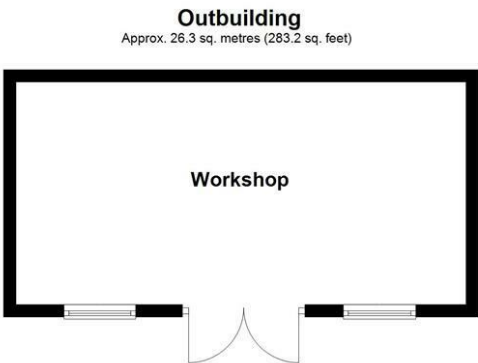 Outbuilding
Approx. 26.3 sq. metres (283.2 sq. feet)
Workshop